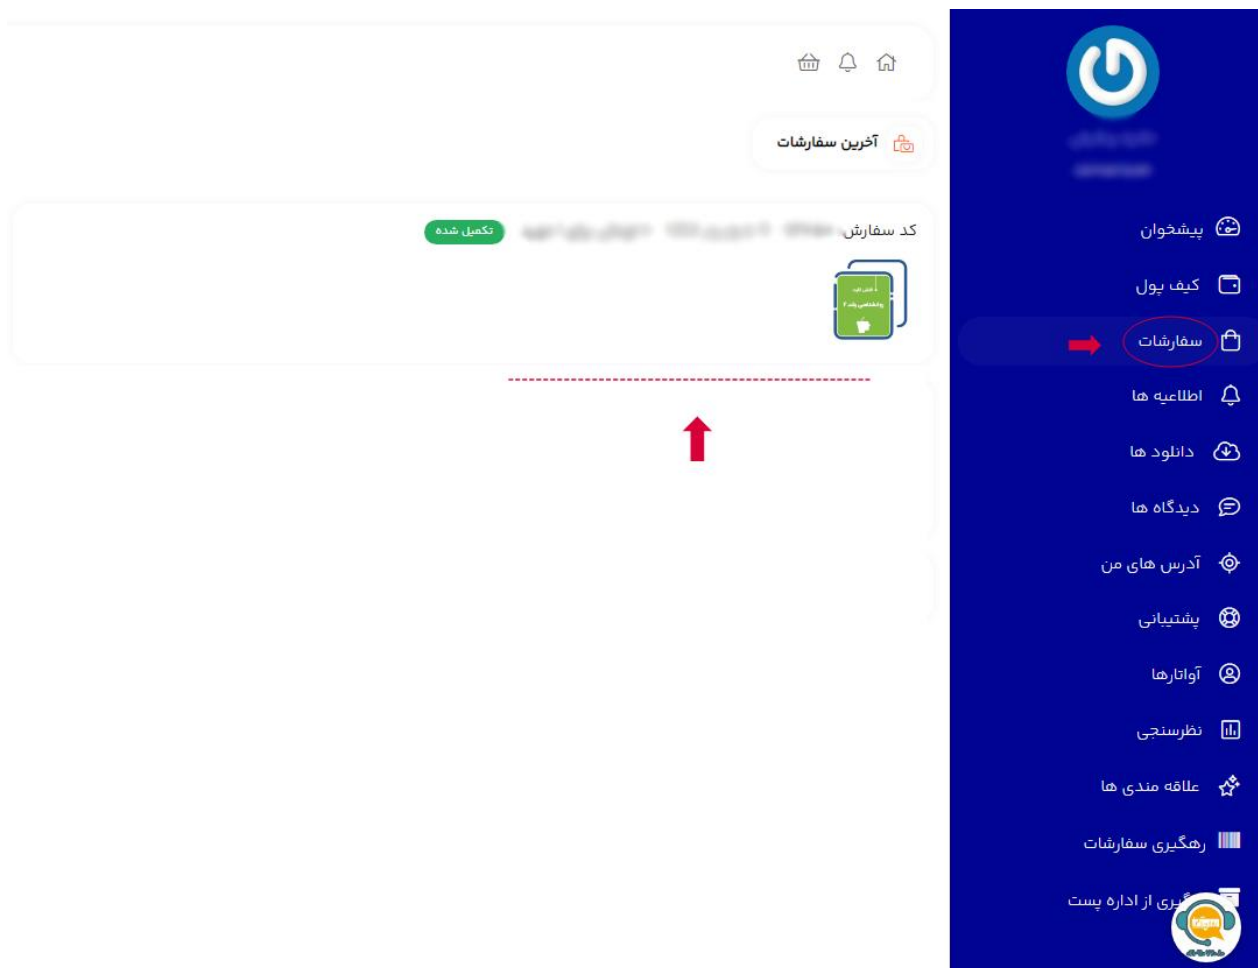 آخرین سفارشات
کد سفارش
تکمیل شده
پیشخوان
کیف پول
سفارشات
اطلاعیه ها
دانلود ها
دیدگاه ها
آدرس های من
پشتیبانی
آواتارها
نظرسنجی
علاقه مندی ها
رهگیری سفارشات
از اداره پست